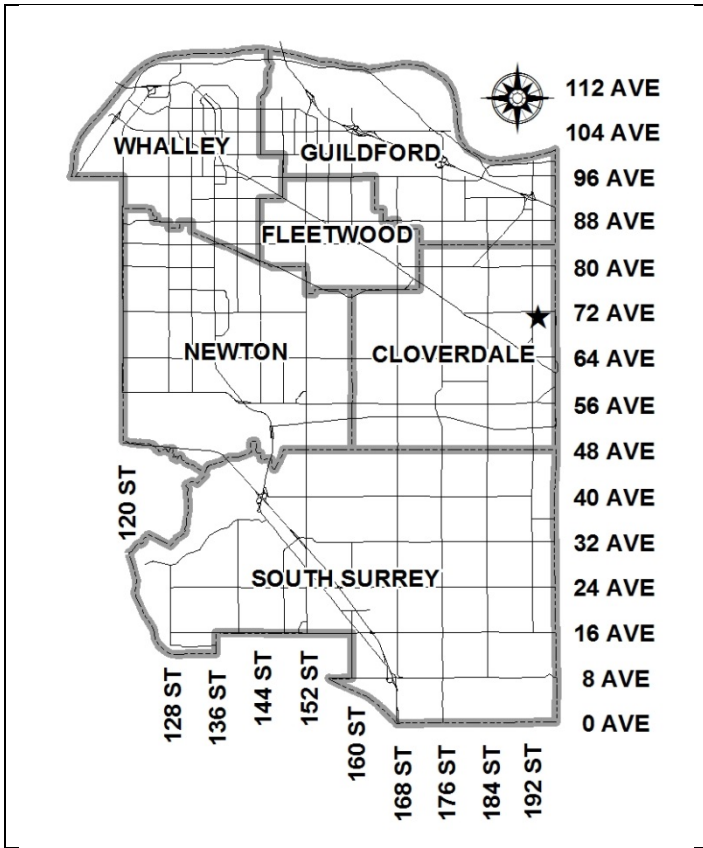 112 AVE
104 AVE
WHALLEY
GUILDFORD
96 AVE
88 AVE
FLEETWOOD
80 AVE
72 AVE
NEWTON
CLOVERDALE
64 AVE
56 AVE
48 AVE
120 ST
40 AVE
32 AVE
SOUTH SURREY
24 AVE
16 AVE
8 AVE
0 AVE
128 ST
136 ST
144 ST
152 ST
160 ST
168 ST
176 ST
184 ST
192 ST